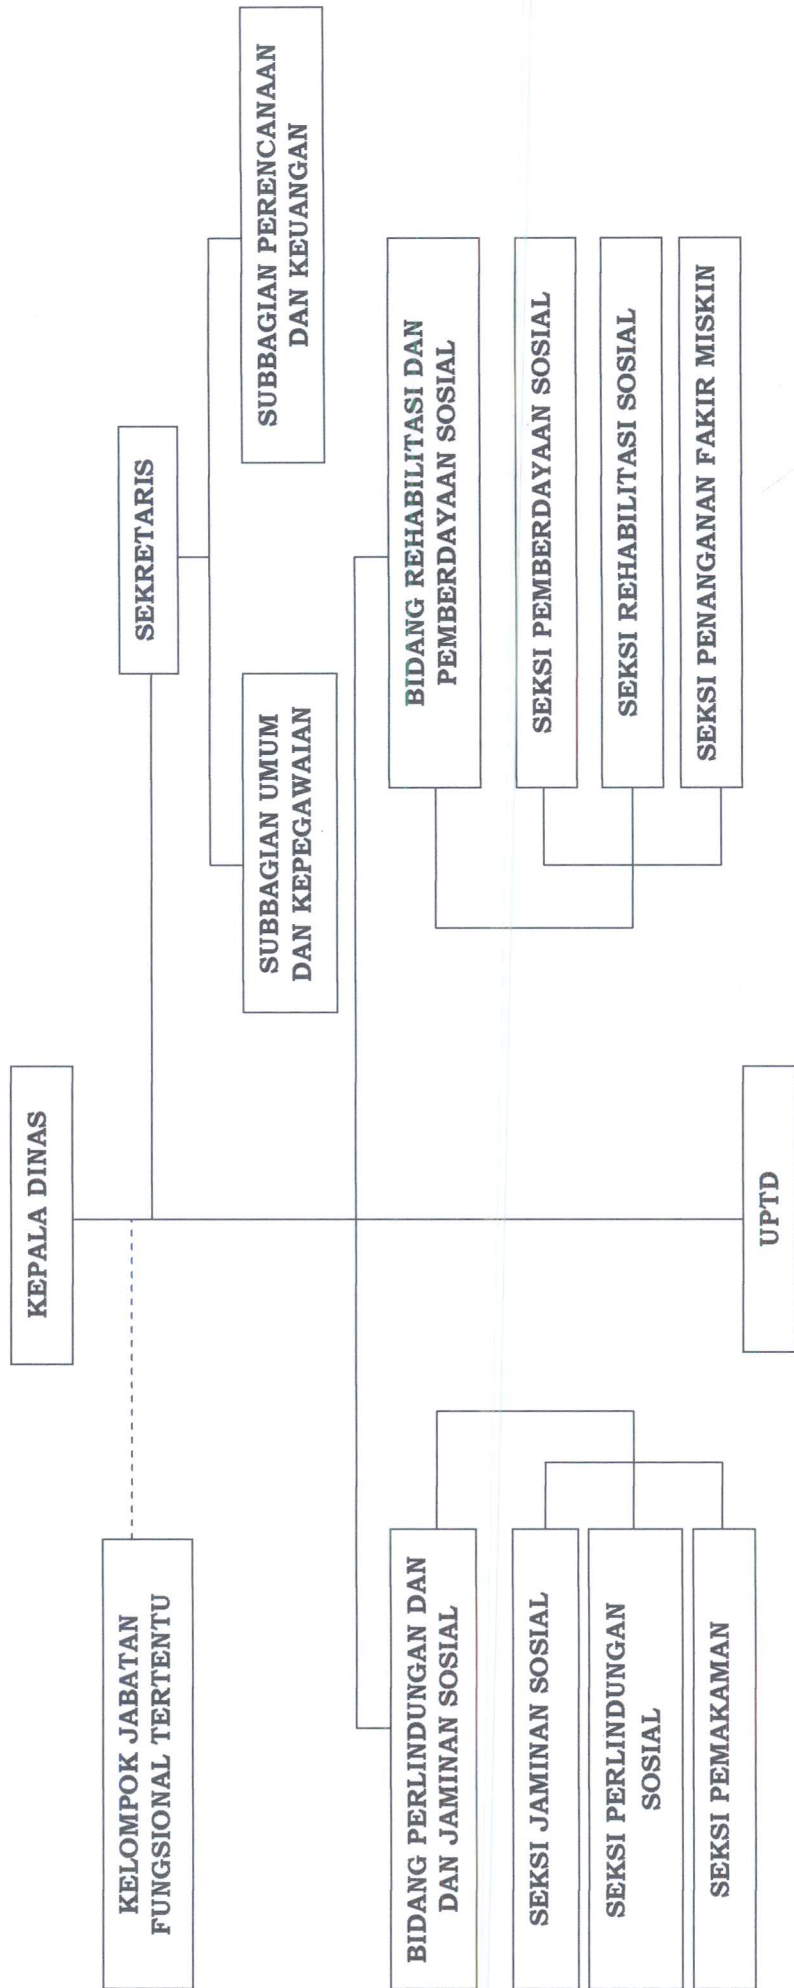 KEPALA DINAS
KELOMPOK JABATAN
FUNGSIONAL TERTENTU
SEKRETARIS
SUBBAGIAN UMUM
DAN KEPEGAWAIAN
SUBBAGIAN PERENCANAAN
DAN KEUANGAN
BIDANG PERLINDUNGAN DAN
DAN JAMINAN SOSIAL
SEKSI JAMINAN SOSIAL
SEKSI PERLINDUNGAN
SOSIAL
SEKSI PEMAKAMAN
BIDANG REHABILITASI DAN
PEMBERDAYAAN SOSIAL
SEKSI PEMBERDAYAAN SOSIAL
SEKSI REHABILITASI SOSIAL
SEKSI PENANGANAN FAKIR MISKIN
UPTD